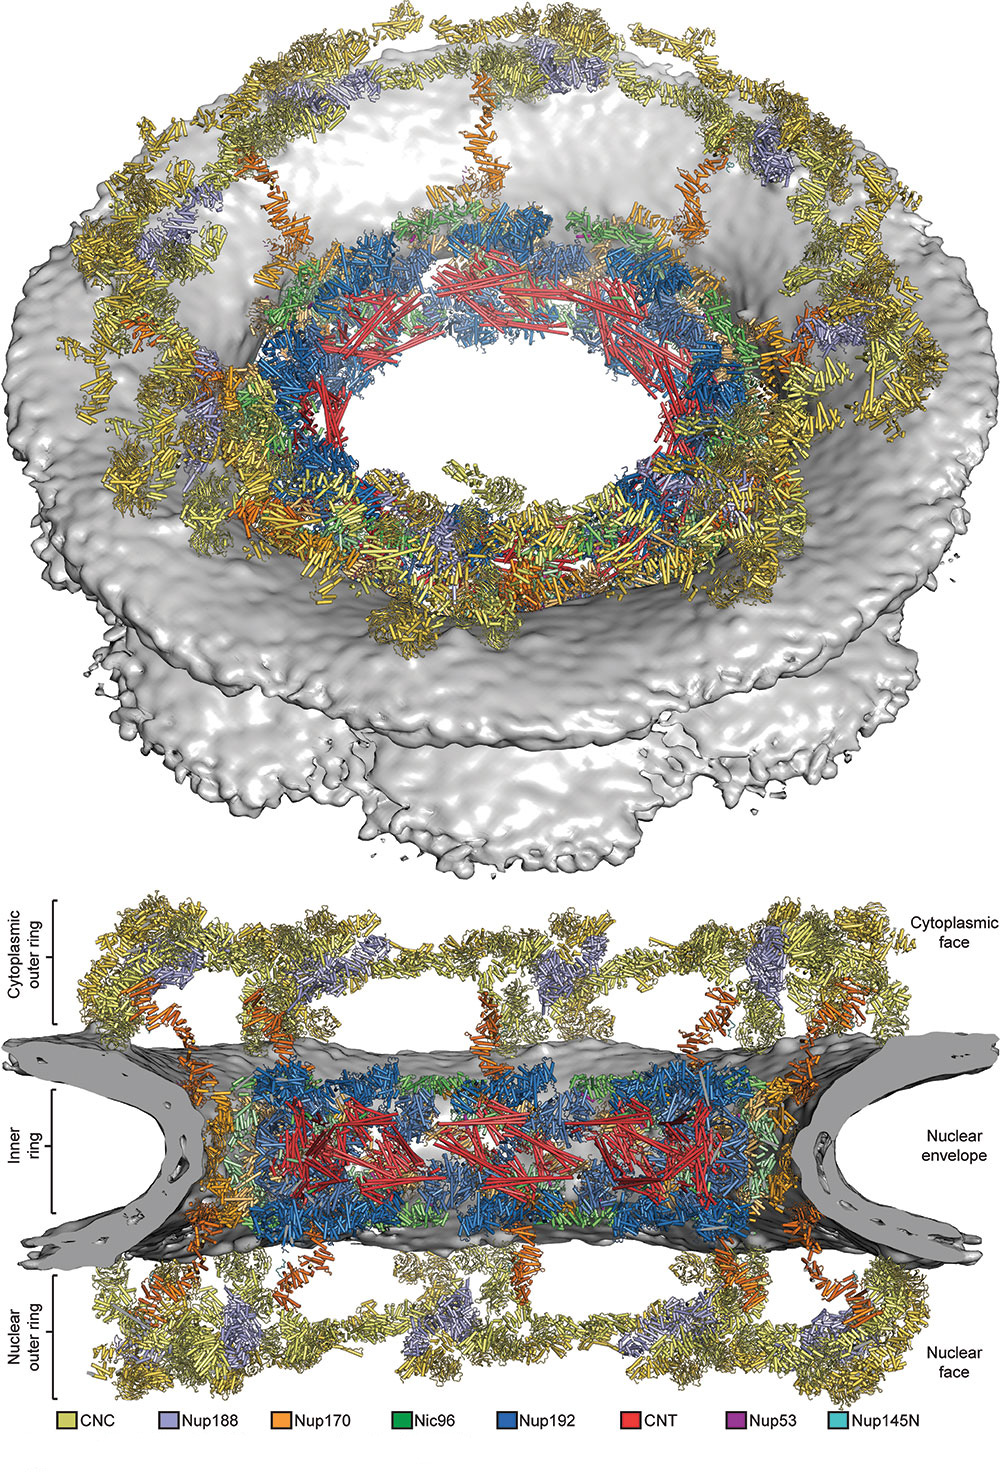 Cytoplasmic
outer ring
Cytoplasmic
face
Inner
ring
Nuclear
envelope
Nuclear
outer ring
Nuclear
face
CNC Nup188 Nup170 Nic96 Nup192 CNT Nup53 Nup145N